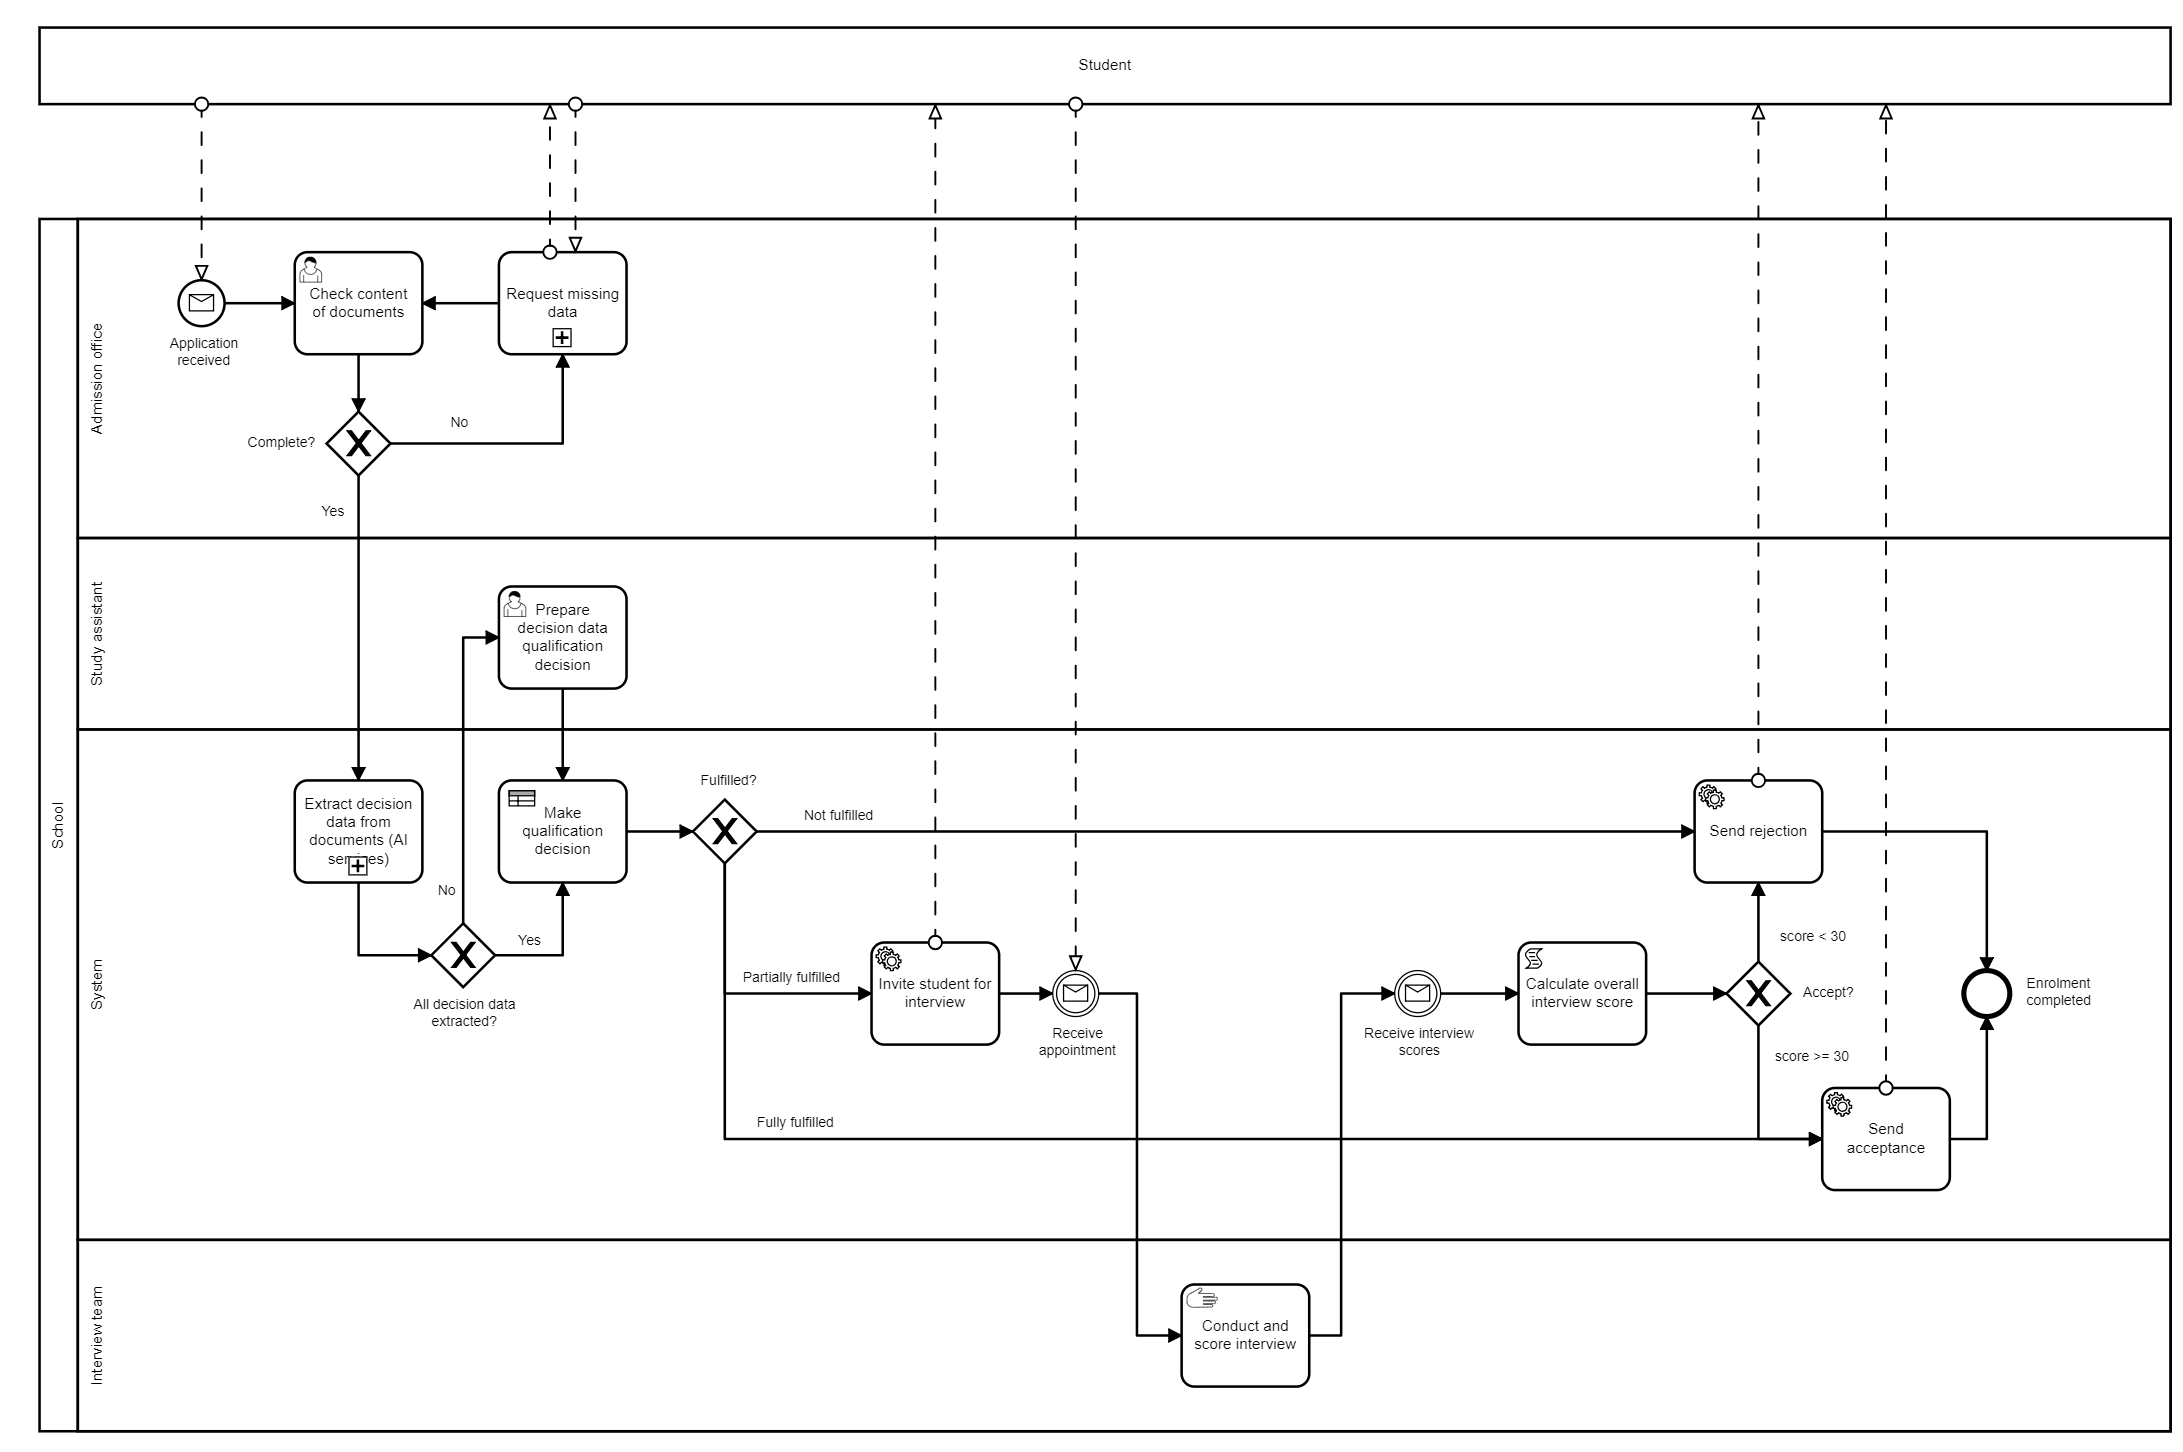 Student
School
Admission office
Application
received
Check content
of documents
Request missing
data
Complete?
No
Yes
Study assistant
Prepare
decision data
qualification
decision
System
Extract decision
data from
documents (AI
services)
No
Yes
All decision data
extracted?
Make
qualification
decision
Fulfilled?
Not fulfilled
Partially fulfilled
Fully fulfilled
Invite student for
interview
Receive
appointment
Receive interview
scores
Calculate overall
interview score
Send rejection
score < 30
Accept?
score >= 30
Send
acceptance
Enrolment
completed
Interview team
Conduct and
score interview